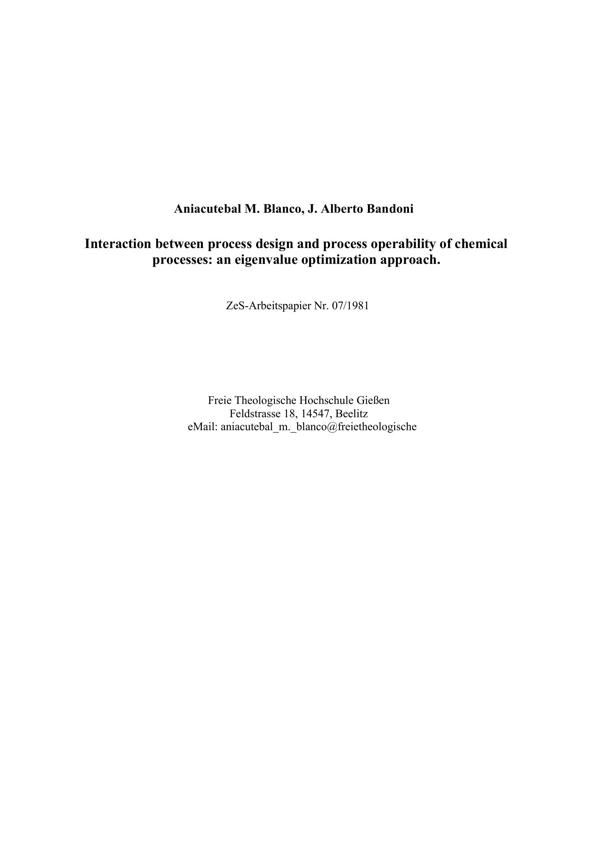 Aniacutebal M. Blanco, J. Alberto Bandoni
Interaction between process design and process operability of chemical
processes: an eigenvalue optimization approach.
ZeS-Arbeitspapier Nr. 07/1981
Freie Theologische Hochschule Gießen
Feldstrasse 18, 14547, Beelitz
eMail: aniacutebal_m._blanco@freietheologische